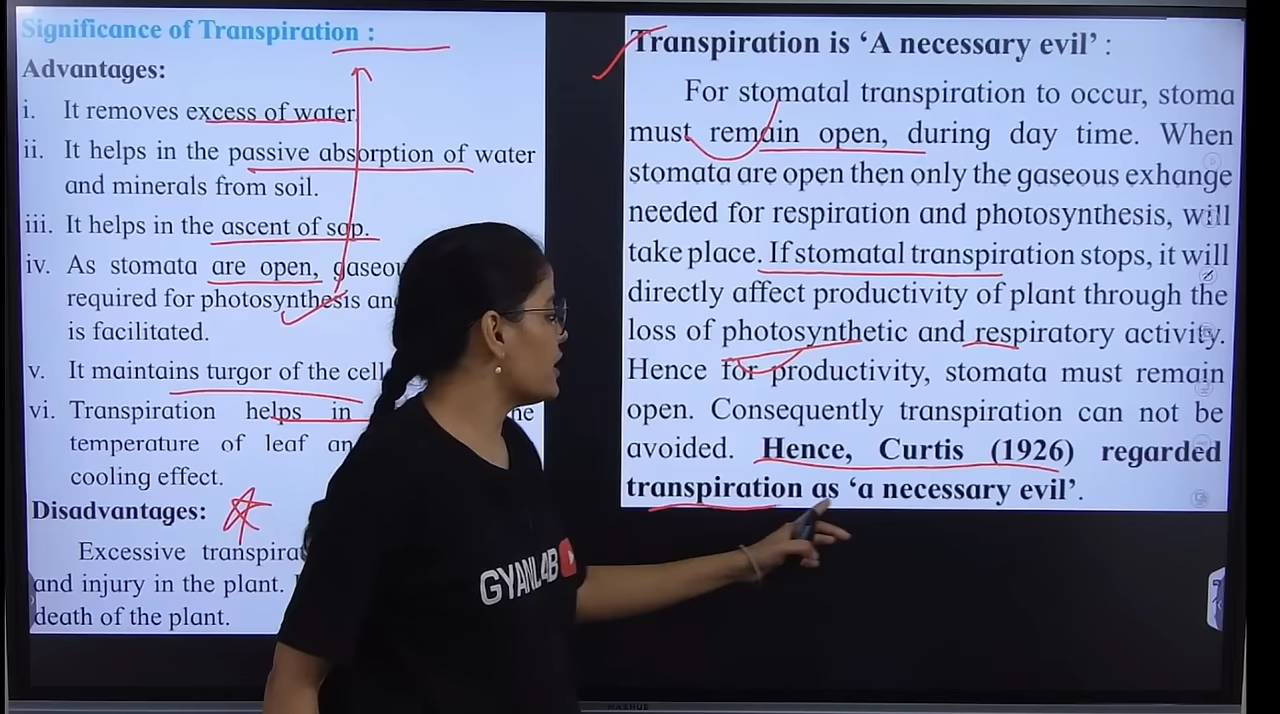 Significance of Transpiration :
Advantages:
i. It removes excess of water
ii. It helps in the passive absorption of water
and minerals from soil.
iii. It helps in the ascent of sap.
iv. As stomata are open,
required for photosynthesis
is facilitated.
v. It maintains turgor of the
vi. Transpiration helps in
temperature of leaf
cooling effect.
Disadvantages:
Excessive
and injury in the plant.
death of the plant.
Transpiration is ‘A necessary evil’ :
For stomatal transpiration to occur, stoma
must remain open, during day time. When
stomata are open then only the gaseous exhange
needed for respiration and photosynthesis, will
take place. If stomatal transpiration stops, it will
directly affect productivity of plant through the
loss of photosynthetic and respiratory activity.
Hence for productivity, stomata must remain
open. Consequently transpiration can not be
avoided. Hence, Curtis (1926) regarded
transpiration as ‘a necessary evil’.
GYANLAB
MAXHUB